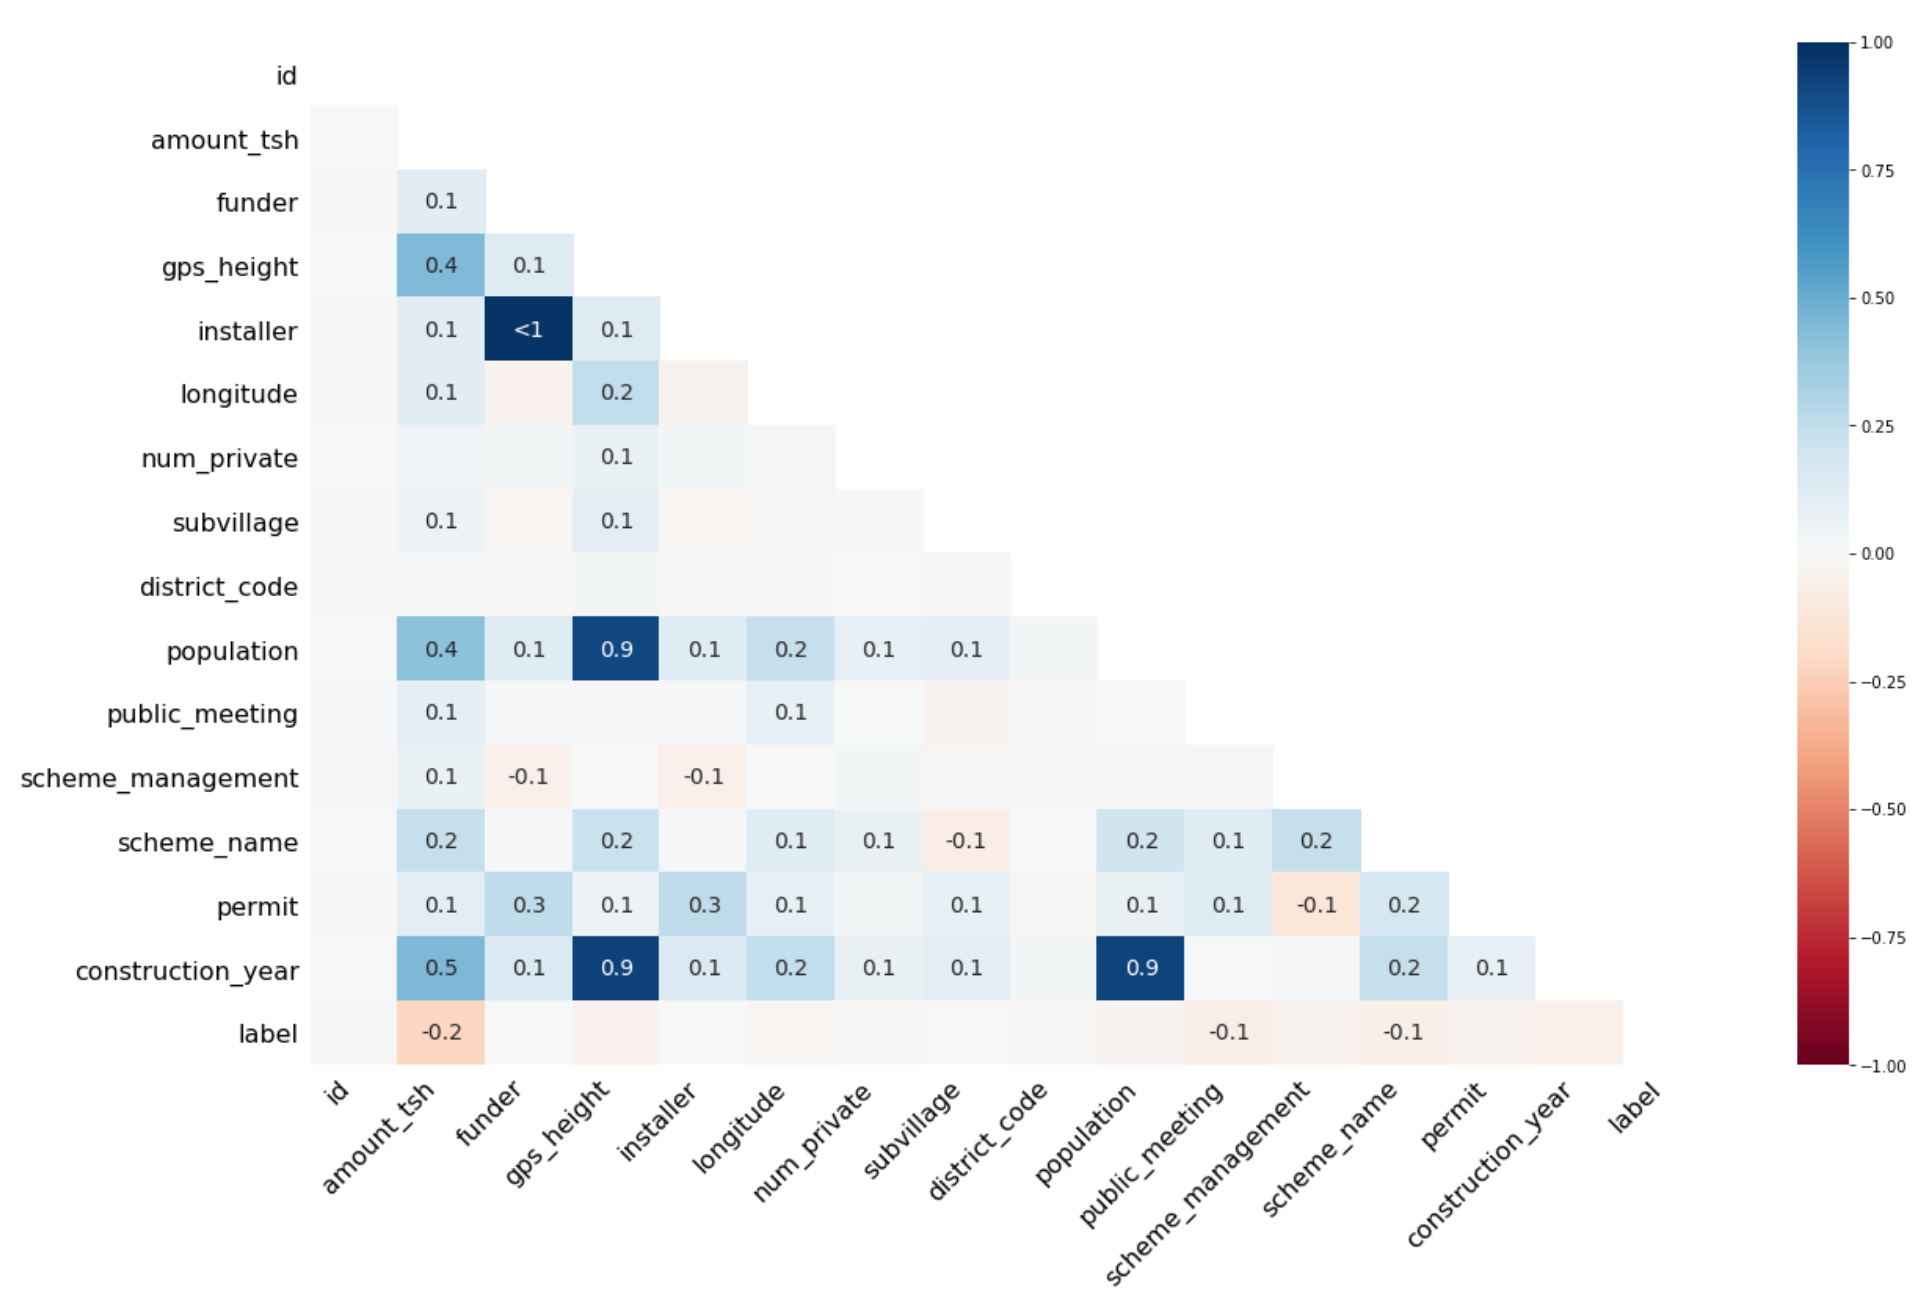 id
amount_tsh
funder 0.1
gps_height 0.4 0.1
installer 0.1 <1 0.1
longitude 0.1 0.2
num_private 0.1
subvillage 0.1 0.1
district_code
population 0.4 0.1 0.9 0.1 0.2 0.1 0.1
public_meeting 0.1 0.1
scheme_management 0.1 -0.1 -0.1
scheme_name 0.2 0.2 0.1 0.1 -0.1 0.2 0.1 0.2
permit 0.1 0.3 0.1 0.3 0.1 0.1 0.1 0.1 -0.1 0.2
construction_year 0.5 0.1 0.9 0.1 0.2 0.1 0.1 0.9 0.2 0.1
label -0.2 -0.1 -0.1
id
amount_tsh
funder
gps_height
installer
longitude
num_private
subvillage
district_code
population
public_meeting
scheme_management
scheme_name
permit
construction_year
label
1.00
0.75
0.50
0.25
0.00
−0.25
−0.50
−0.75
−1.00